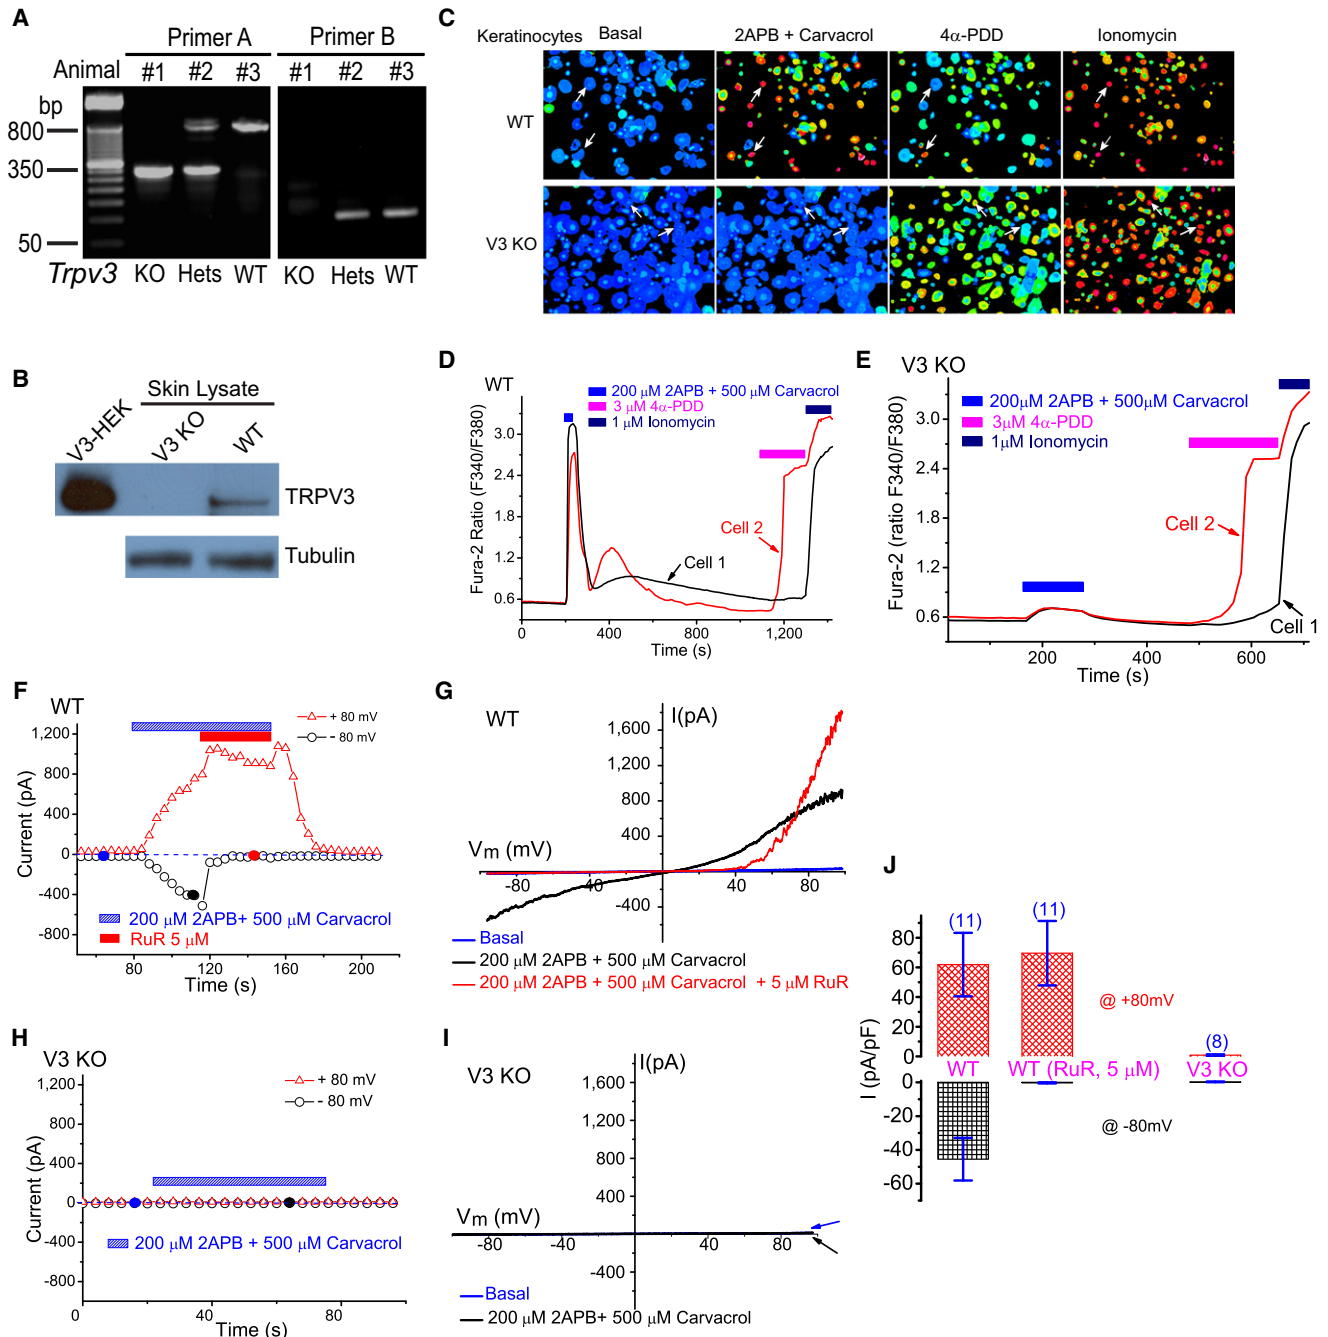 A
Primer A
Primer B
Animal
#1 #2 #3
#1 #2 #3
bp
800
350
50
Trpv3
KO Hets WT
KO Hets WT
B
Skin Lysate
V3-HEK
V3 KO
WT
TRPV3
Tubulin
C
Keratinocytes
Basal
2APB + Carvacrol
4α-PDD
Ionomycin
WT
V3 KO
D
WT
200 μM 2APB + 500 μM Carvacrol
3 μM 4α-PDD
1 μM Ionomycin
Fura-2 Ratio (F340/F380)
3.0
2.4
1.8
1.2
0.6
Cell 2
Cell 1
0 400 800 1,200
Time (s)
E
V3 KO
200μM 2APB + 500μM Carvacrol
3μM 4α-PDD
1μM Ionomycin
Fura-2 (ratio F340/F380)
3.0
2.4
1.8
1.2
0.6
Cell 2
Cell 1
200 400 600
Time (s)
F
WT
+ 80 mV
- 80 mV
Current (pA)
1,200
800
400
0
-400
-800
200 μM 2APB+ 500 μM Carvacrol
RuR 5 μM
80 120 160 200
Time (s)
G
WT
I(pA)
1,600
1,200
800
400
-400
Vm (mV)
-80 -40 40 80
Basal
200 μM 2APB + 500 μM Carvacrol
200 μM 2APB + 500 μM Carvacrol + 5 μM RuR
H
V3 KO
+ 80 mV
- 80 mV
Current (pA)
1,200
800
400
0
-400
-800
200 μM 2APB + 500 μM Carvacrol
0 40 80
Time (s)
I
V3 KO
I(pA)
1,600
1,200
800
400
-400
Vm (mV)
-80 -40 40 80
Basal
200 μM 2APB+ 500 μM Carvacrol
J
I (pA/pF)
80
60
40
20
0
(11)
(11)
(8)
@ +80mV
WT
WT (RuR, 5 μM)
V3 KO
0
-20
-40
-60
@ -80mV